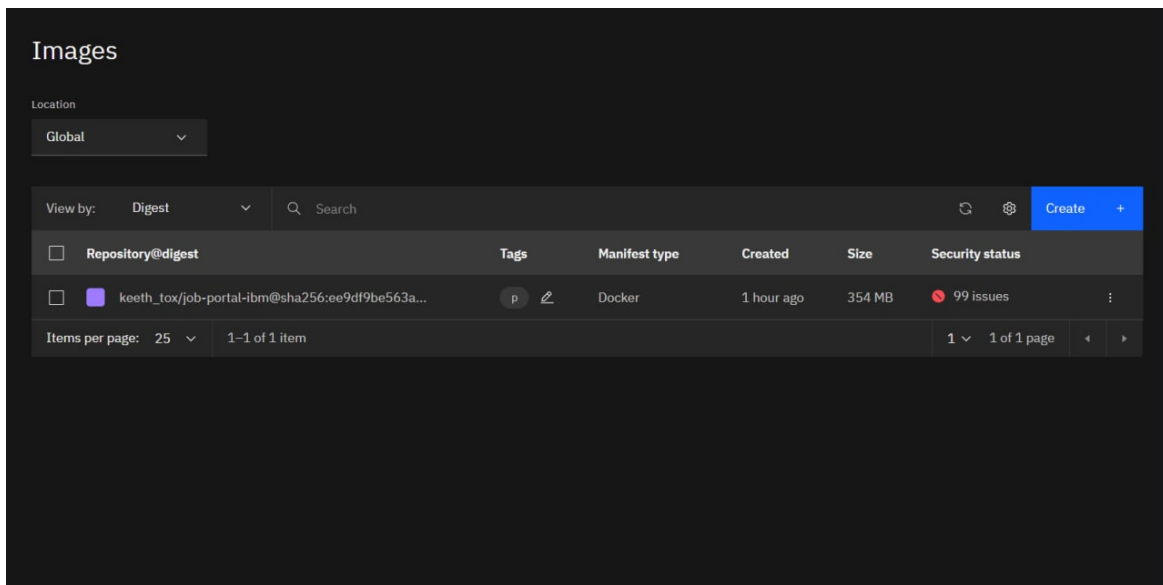 Images
Location
Global
View by: Digest Search Create +
Repository@digest Tags Manifest type Created Size Security status
keeth_tox/job-portal-ibm@sha256:ee9df9be563a... p Docker 1 hour ago 354 MB 99 issues
Items per page: 25 1–1 of 1 item 1 1 of 1 page